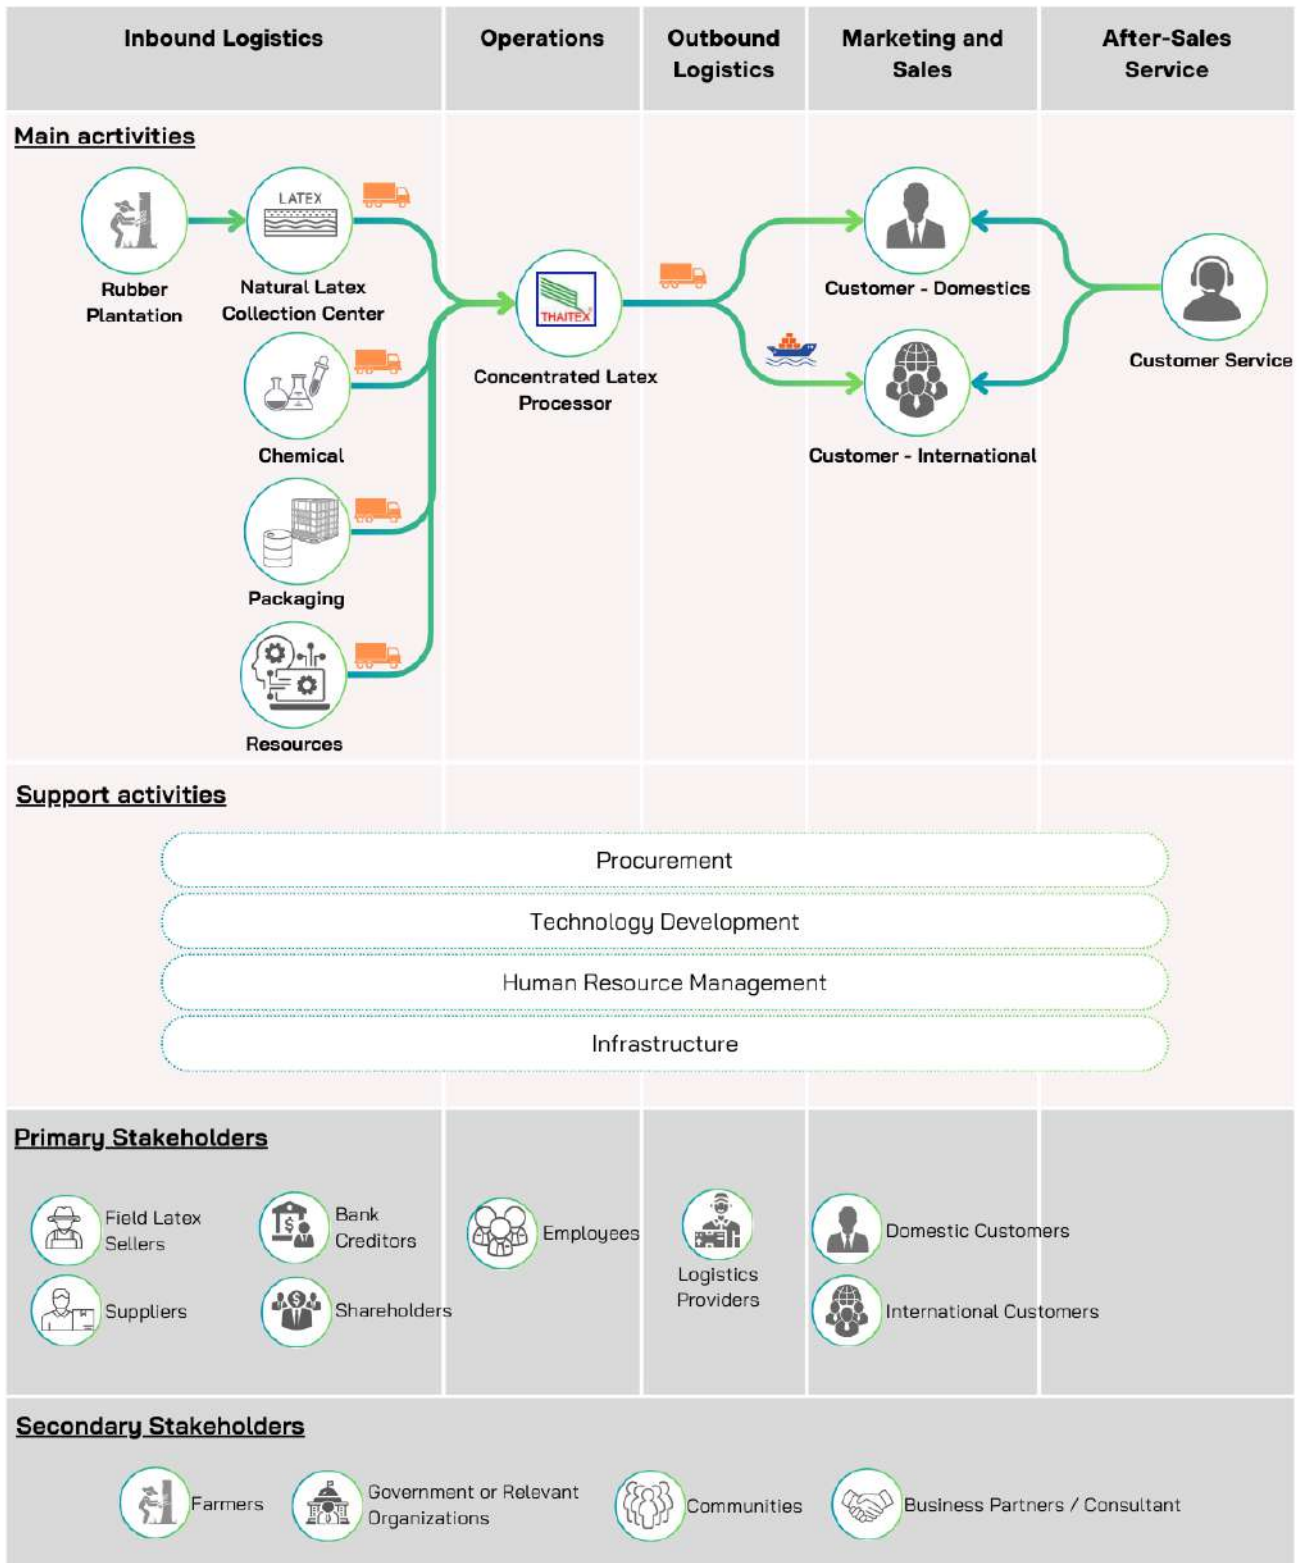 Inbound Logistics
Operations
Outbound
Logistics
Marketing and
Sales
After-Sales
Service
Main acrtivities
LATEX
Rubber
Plantation
Natural Latex
Collection Center
Chemical
Packaging
Resources
THAITEX
Concentrated Latex
Processor
Customer - Domestics
Customer - International
Customer Service
Support activities
Procurement
Technology Development
Human Resource Management
Infrastructure
Primary Stakeholders
Field Latex
Sellers
Bank
Creditors
Suppliers
Shareholders
Employees
Logistics
Providers
Domestic Customers
International Customers
Secondary Stakeholders
Farmers
Government or Relevant
Organizations
Communities
Business Partners / Consultant